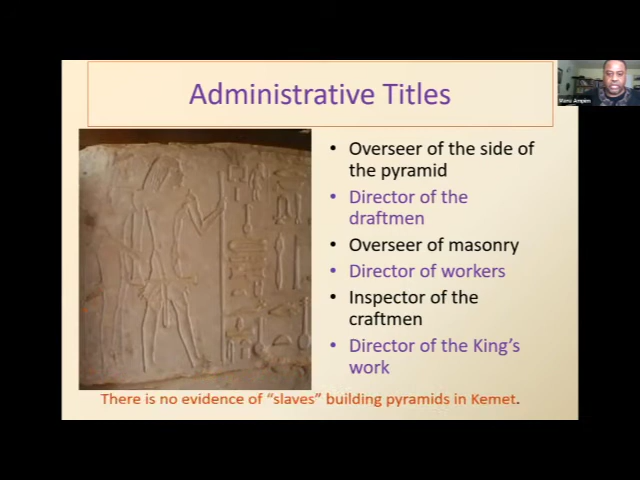 Administrative Titles
• Overseer of the side of
the pyramid
• Director of the
draftmen
• Overseer of masonry
• Director of workers
• Inspector of the
craftmen
• Director of the King's
work
There is no evidence of "slaves" building pyramids in Kemet.
Manu Ampim